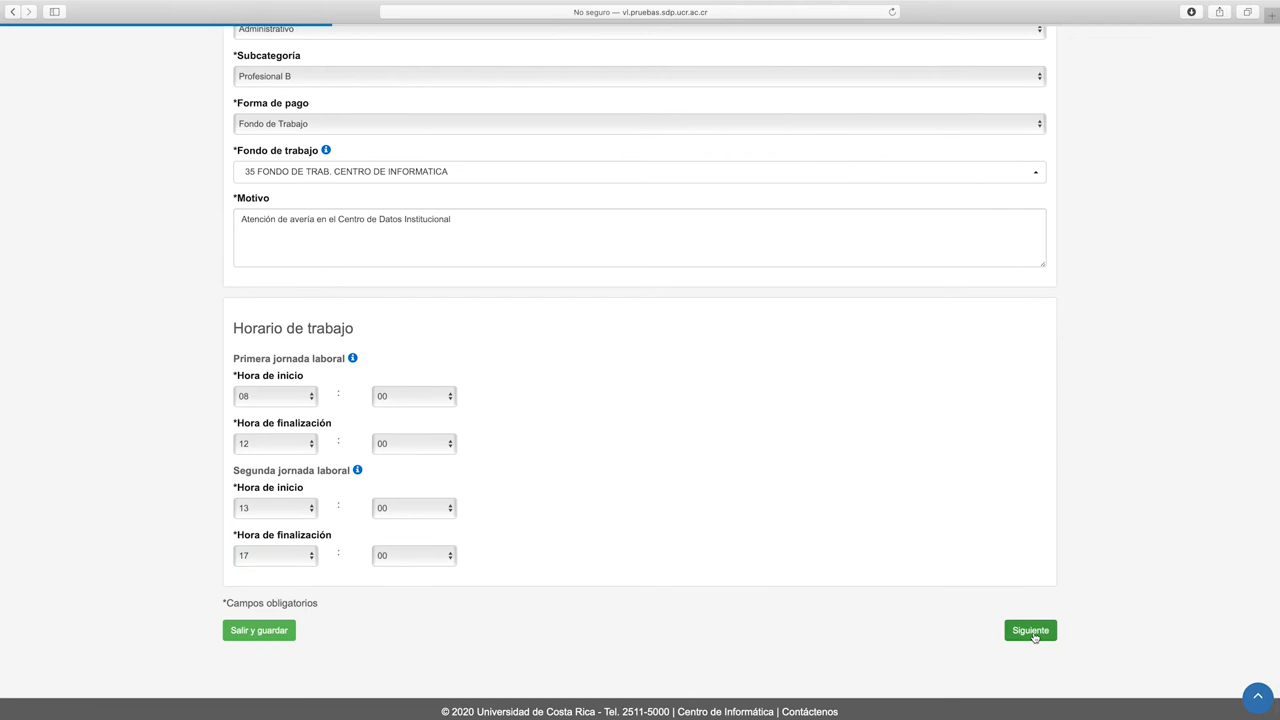 No seguro — vl.pruebas.sdp.ucr.ac.cr
Administrativo
*Subcategoría
Profesional B
*Forma de pago
Fondo de Trabajo
*Fondo de trabajo
35 FONDO DE TRAB. CENTRO DE INFORMATICA
*Motivo
Atención de avería en el Centro de Datos Institucional
Horario de trabajo
Primera jornada laboral
*Hora de inicio
08 : 00
*Hora de finalización
12 : 00
Segunda jornada laboral
*Hora de inicio
13 : 00
*Hora de finalización
17 : 00
*Campos obligatorios
Salir y guardar Siguiente
© 2020 Universidad de Costa Rica - Tel. 2511-5000 | Centro de Informática | Contáctenos